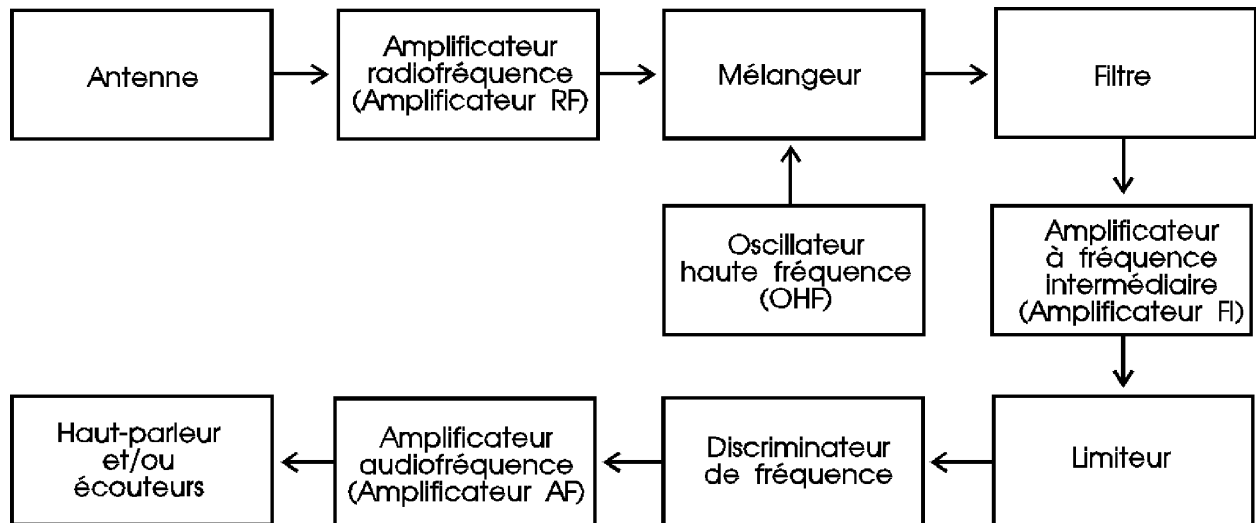 Antenne
Amplificateur
radiofréquence
(Amplificateur RF)
Mélangeur
Filtre
Oscillateur
haute fréquence
(OHF)
Amplificateur
à fréquence
intermédiaire
(Amplificateur FI)
Haut-parleur
et/ou
écouteurs
Amplificateur
audiofréquence
(Amplificateur AF)
Discriminateur
de fréquence
Limiteur